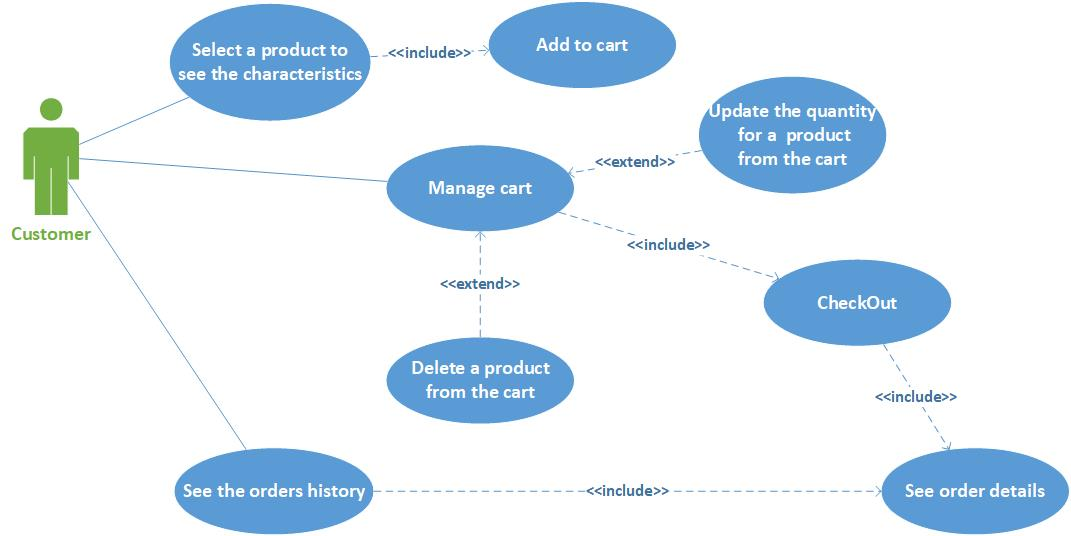 Select a product to
see the characteristics
<<include>>
Add to cart
Update the quantity
for a product
from the cart
<<extend>>
Manage cart
Customer
<<include>>
<<extend>>
CheckOut
Delete a product
from the cart
<<include>>
See the orders history
<<include>>
See order details